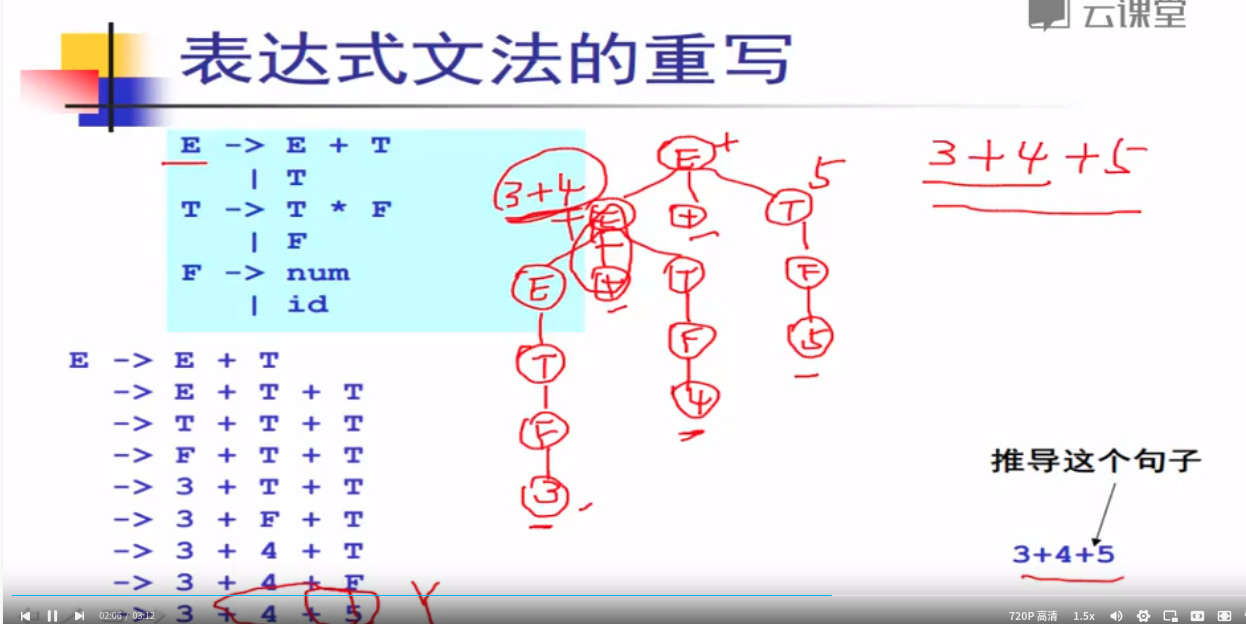 云课堂
表达式文法的重写
E -> E + T
| T
T -> T * F
| F
F -> num
| id
E -> E + T
-> E + T + T
-> T + T + T
-> F + T + T
-> 3 + T + T
-> 3 + F + T
-> 3 + 4 + T
-> 3 + 4 + F
-> 3 + 4 + 5
E +
3+4
E + T 5
E + T F
T F 5
F 4
3
3+4+5
推导这个句子
3+4+5
02:06 / 03:12
720P 高清 1.5x